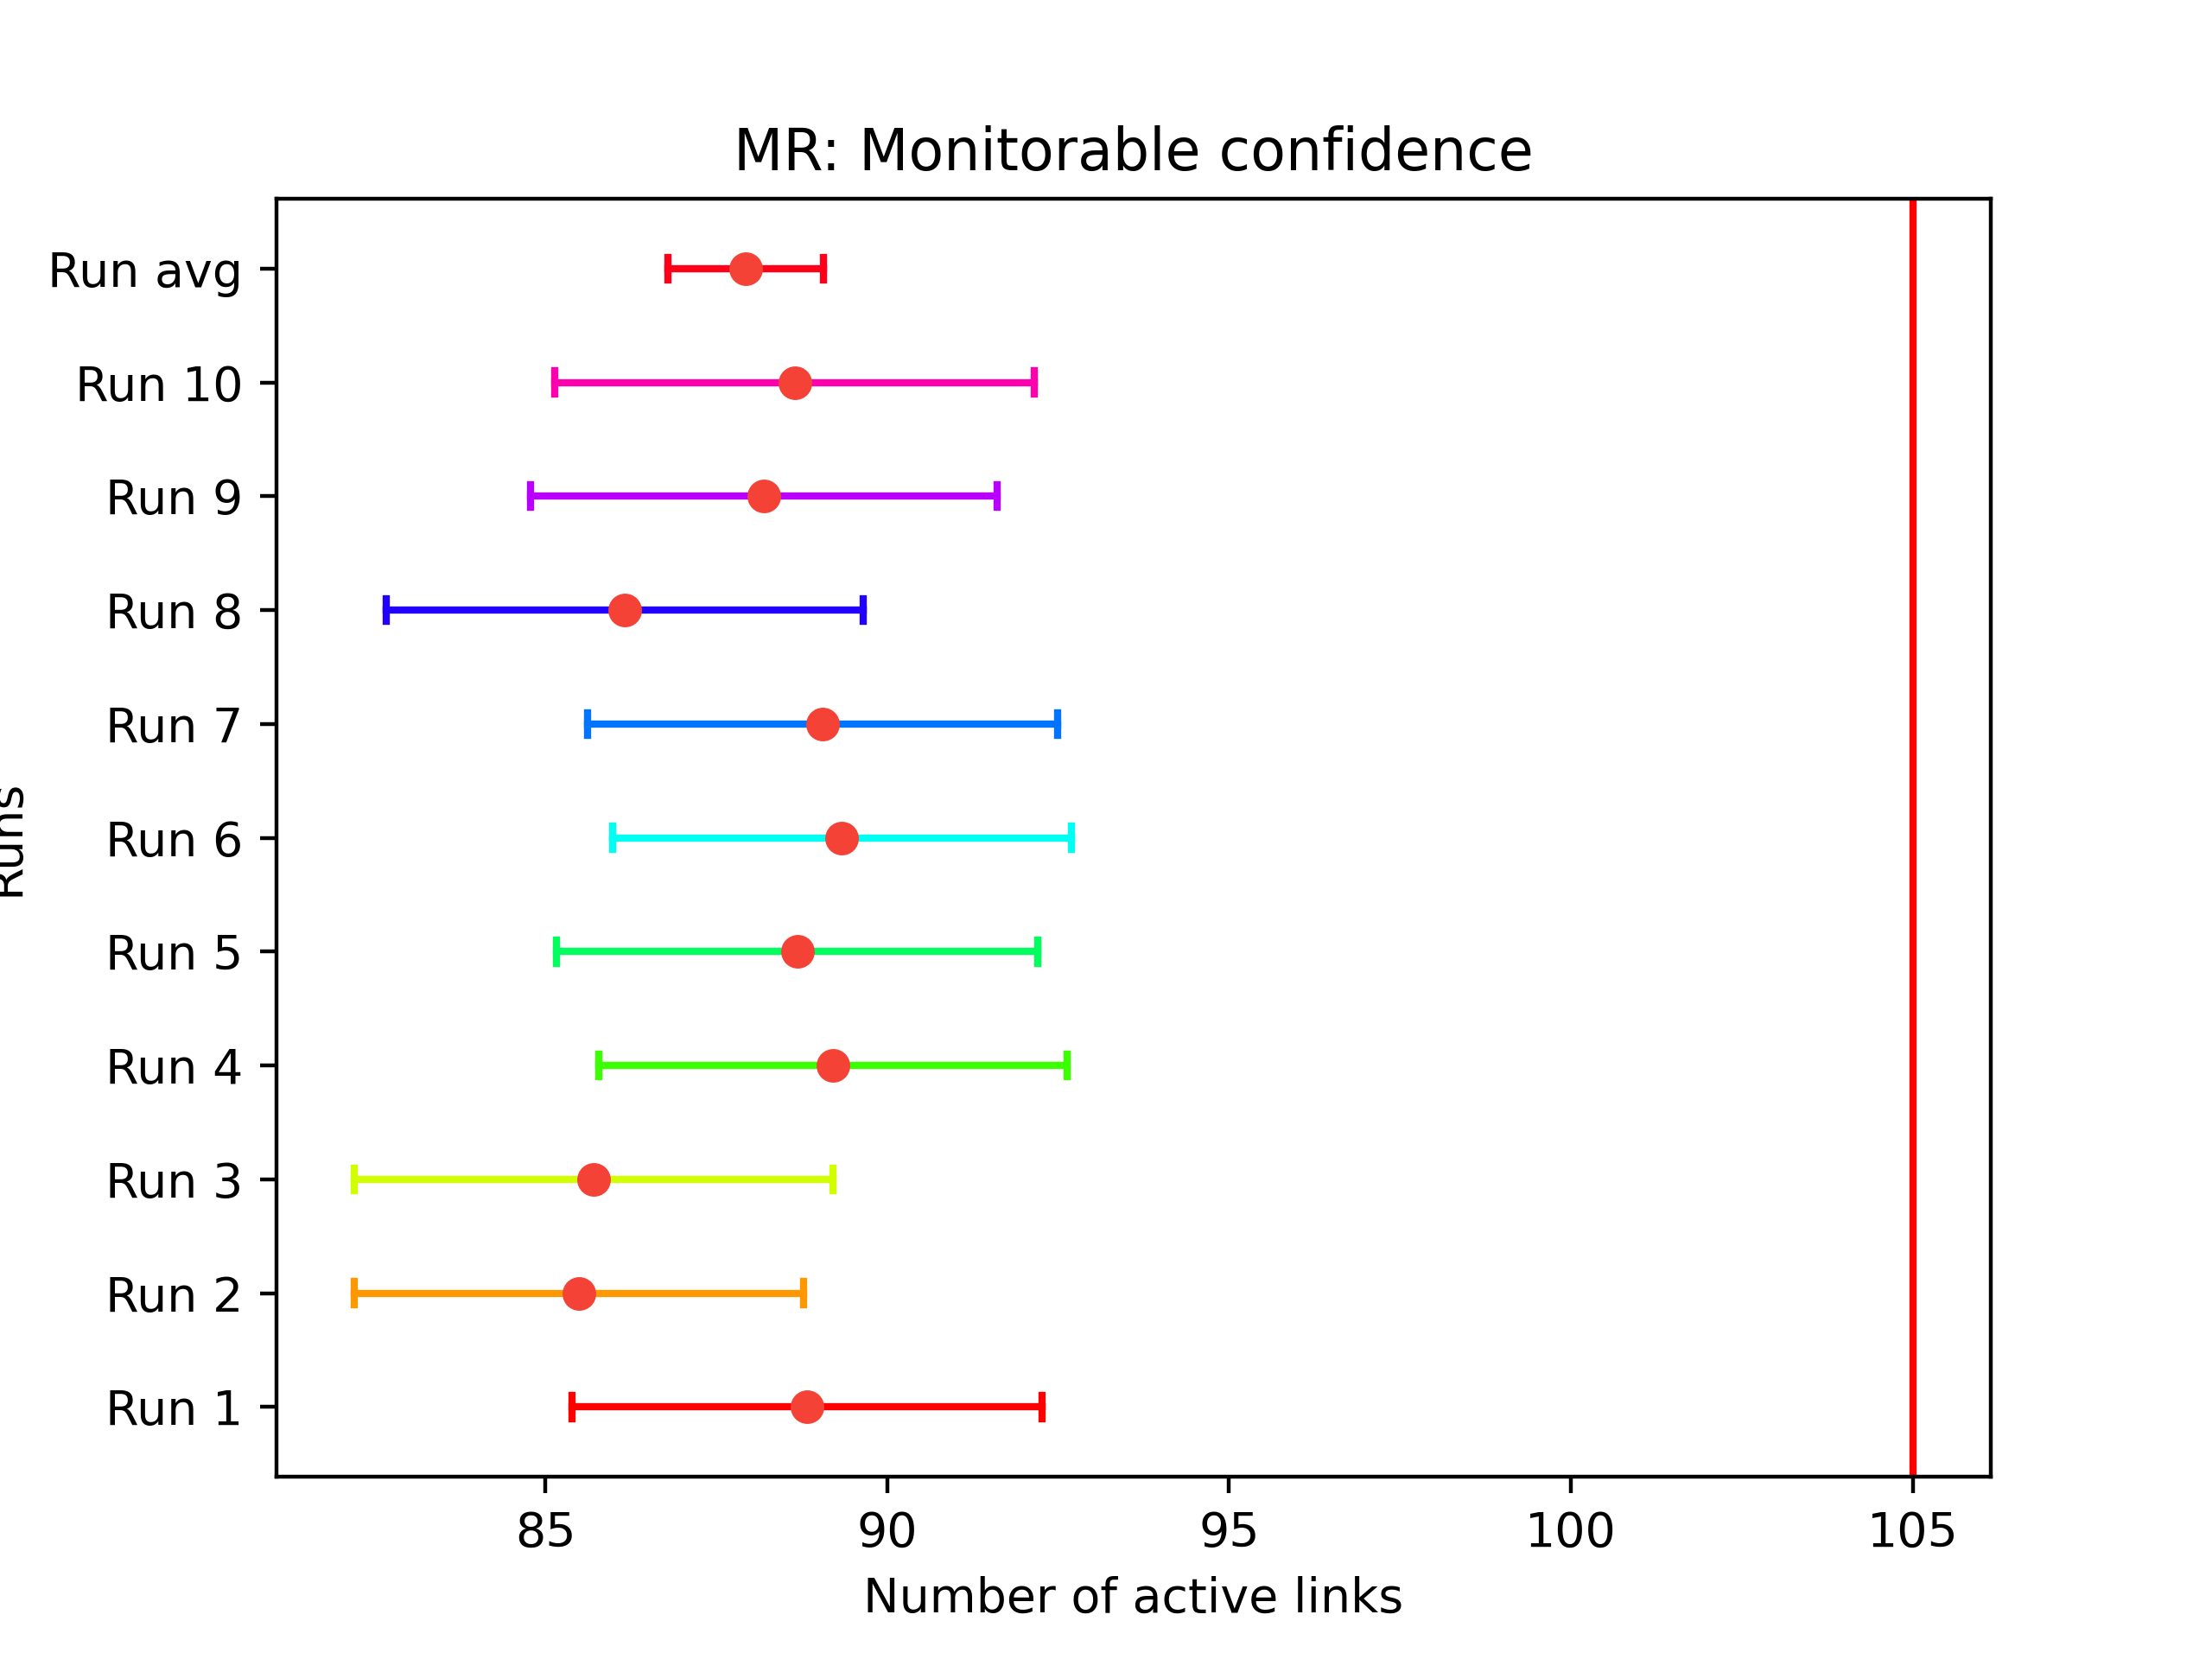 MR: Monitorable confidence
Run avg
Run 10
Run 9
Run 8
Run 7
Run 6
Run 5
Run 4
Run 3
Run 2
Run 1
Runs
85 90 95 100 105
Number of active links